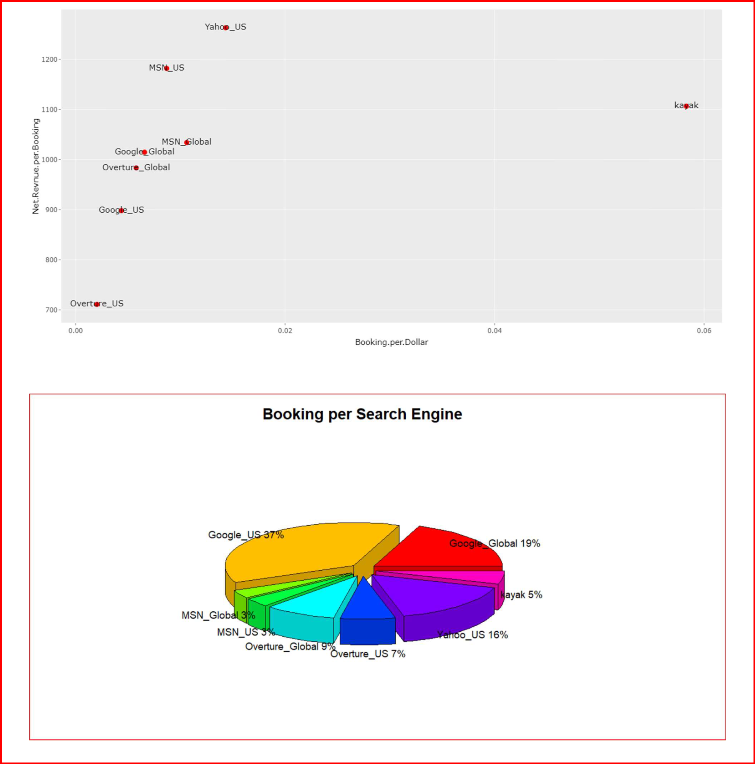 Yahoo_US
1200
MSN_US
1100
kayak
MSN_Global
Google_Global
1000
Overture_Global
900
Google_US
Overture_US
700
800
Net.Revnue.per.Booking
0.00 0.02 0.04 0.06
Booking.per.Dollar
Booking per Search Engine
Google_US 37%
Google_Global 19%
kayak 5%
MSN_Global 3%
MSN_US 3%
Yahoo_US 16%
Overture_Global 9%
Overture_US 7%